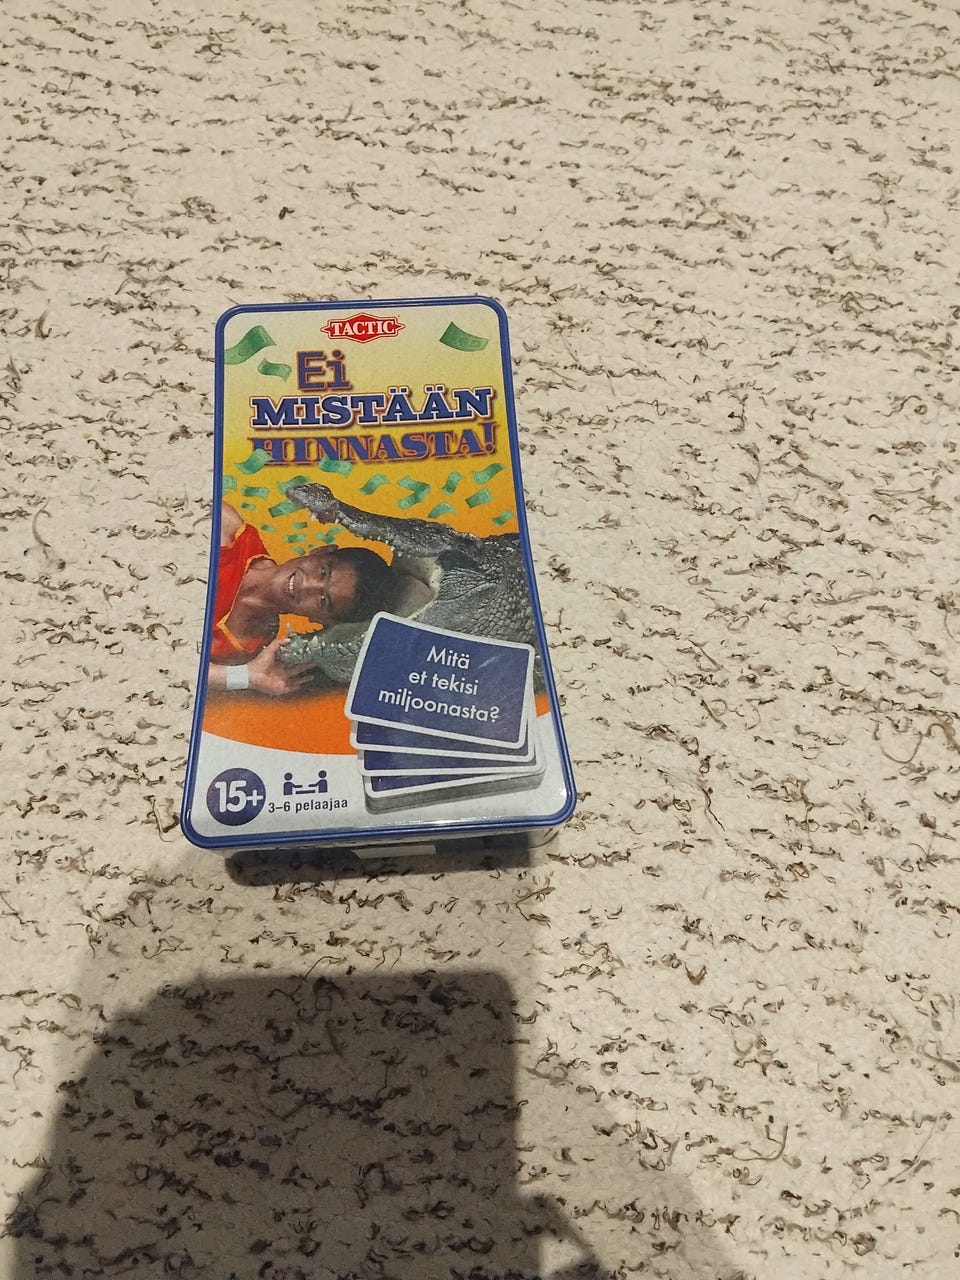 TACTIC
Ei
MISTÄÄN
HINNASTA!
Mitä
et tekisi
miljoonasta?
15+
3–6 pelaajaa